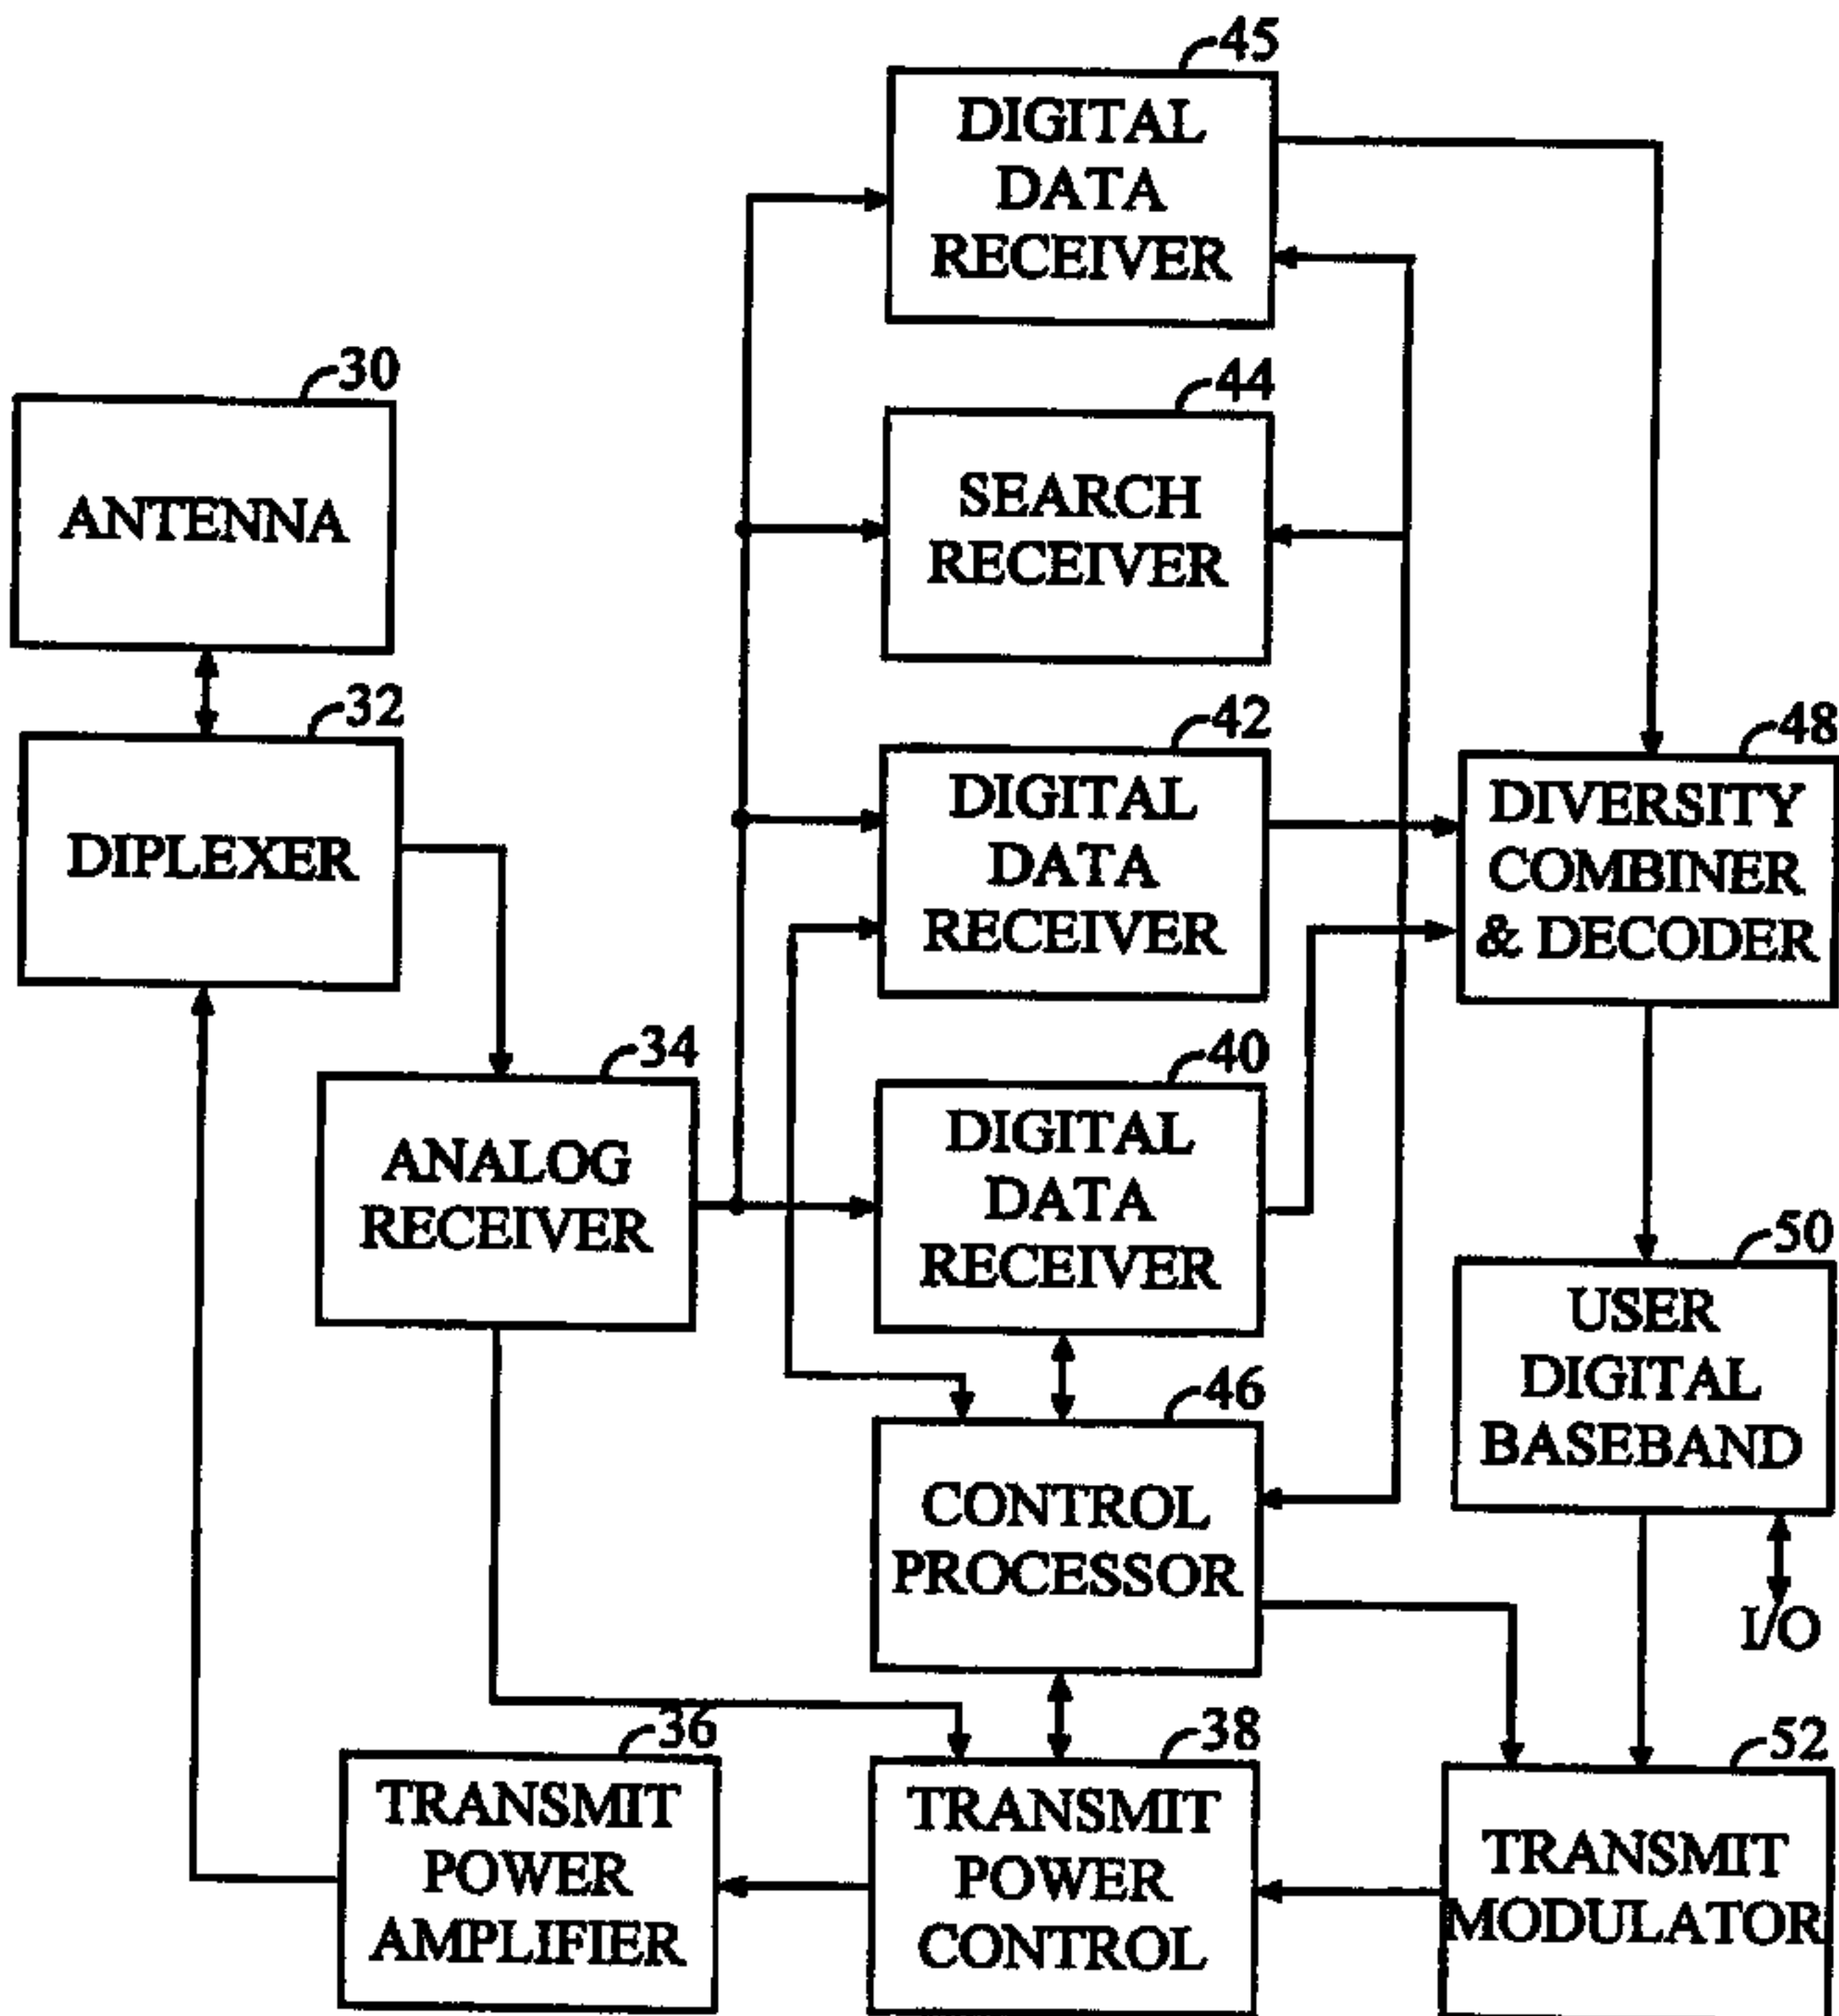 45
DIGITAL
DATA
RECEIVER
30
ANTENNA
44
SEARCH
RECEIVER
32
DIPLEXER
42
DIGITAL
DATA
RECEIVER
48
DIVERSITY
COMBINER
& DECODER
34
ANALOG
RECEIVER
40
DIGITAL
DATA
RECEIVER
50
USER
DIGITAL
BASEBAND
I/O
46
CONTROL
PROCESSOR
36
TRANSMIT
POWER
AMPLIFIER
38
TRANSMIT
POWER
CONTROL
52
TRANSMIT
MODULATOR